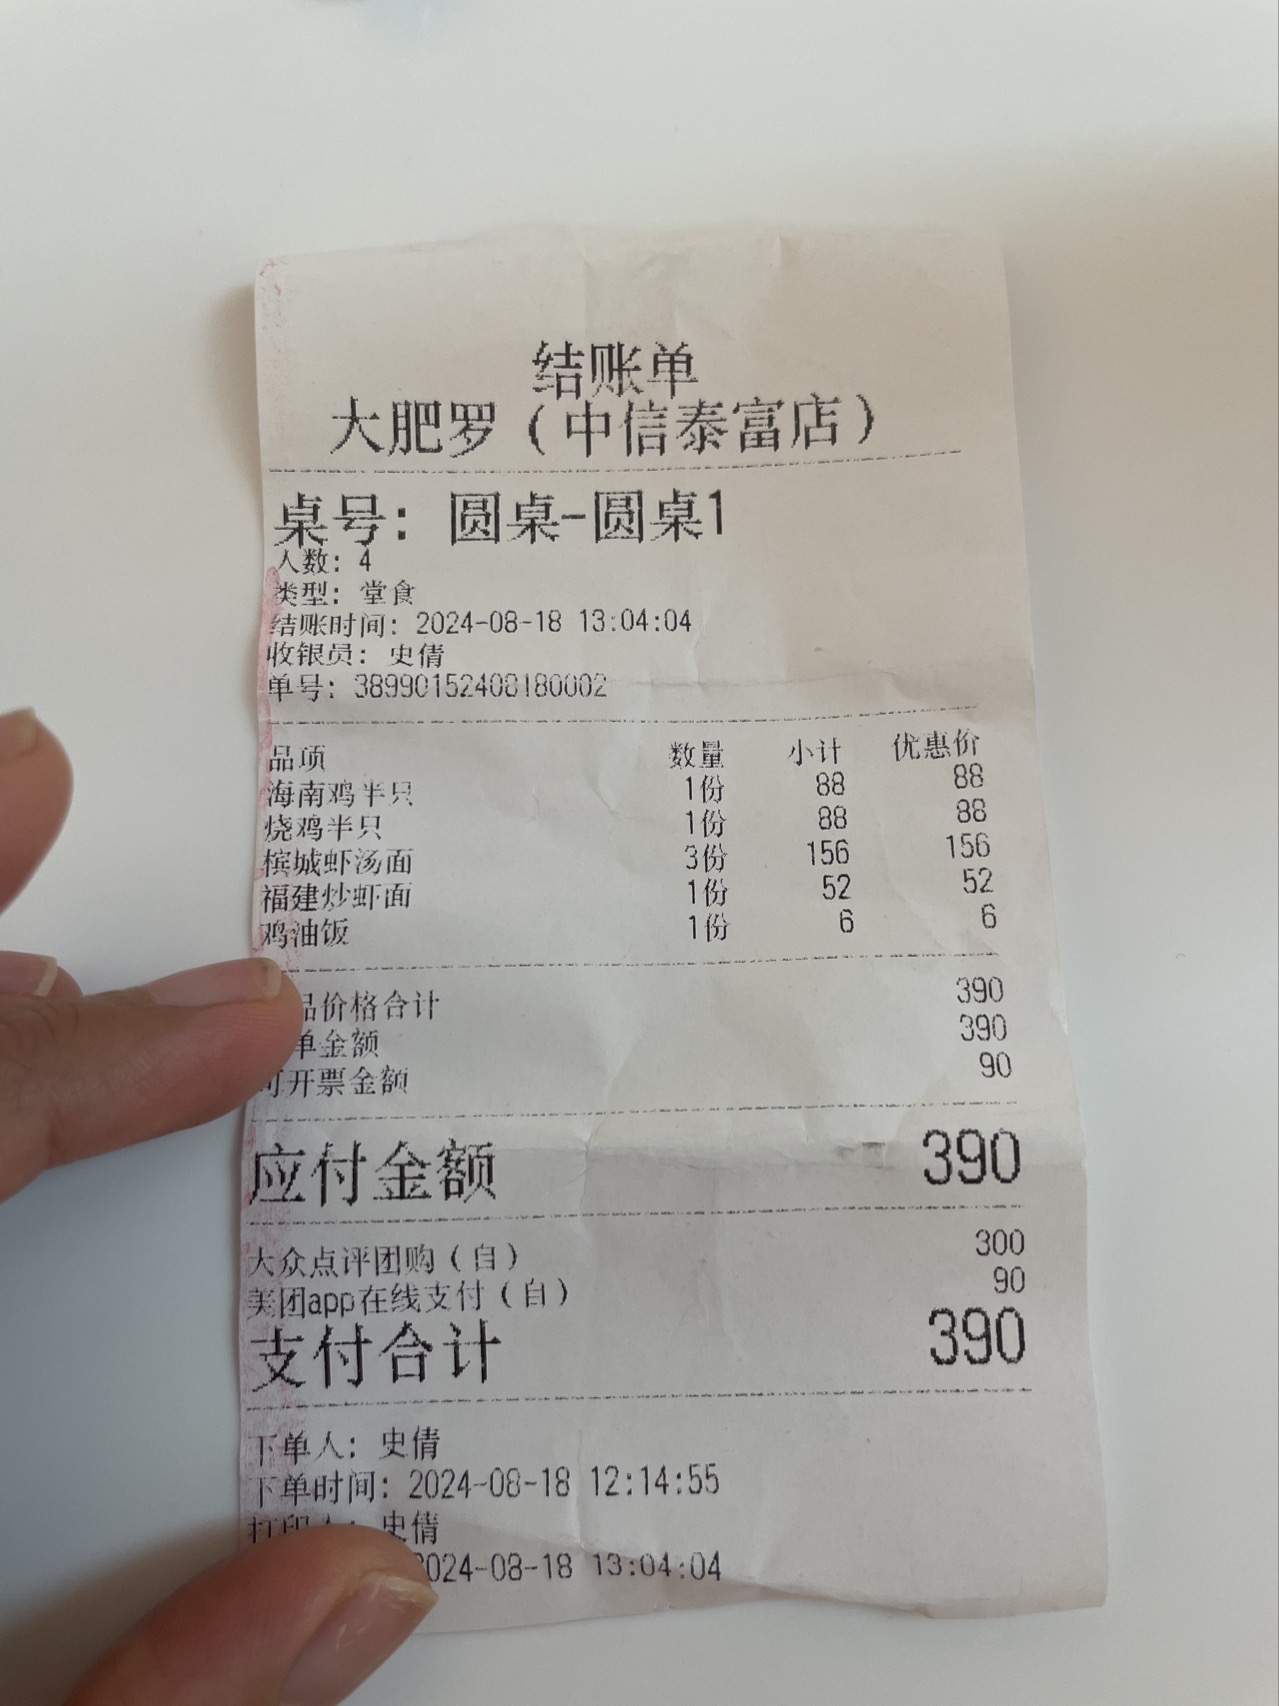 结账单
大肥罗（中信泰富店）
桌号：圆桌-圆桌1
人数：4
类型：堂食
结账时间：2024-08-18 13:04:04
收银员：史倩
单号：38990152408180002
品项 数量 小计 优惠价
海南鸡半只 1份 88 88
烧鸡半只 1份 88 88
槟城虾汤面 3份 156 156
福建炒虾面 1份 52 52
鸡油饭 1份 6 6
品价格合计 390
单金额 390
可开票金额 90
应付金额 390
大众点评团购（自） 300
美团app在线支付（自） 90
支付合计 390
下单人：史倩
下单时间：2024-08-18 12:14:55
打印人：史倩
2024-08-18 13:04:04